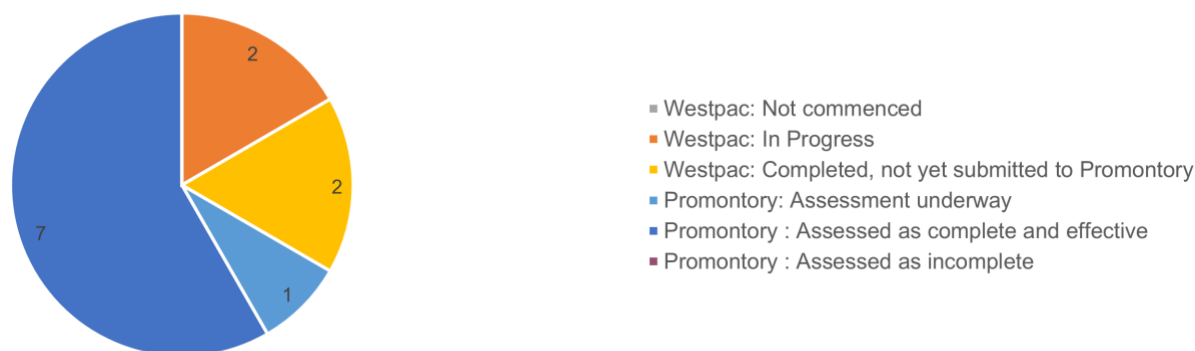 2
2
1
7
Westpac: Not commenced
Westpac: In Progress
Westpac: Completed, not yet submitted to Promontory
Promontory: Assessment underway
Promontory : Assessed as complete and effective
Promontory : Assessed as incomplete